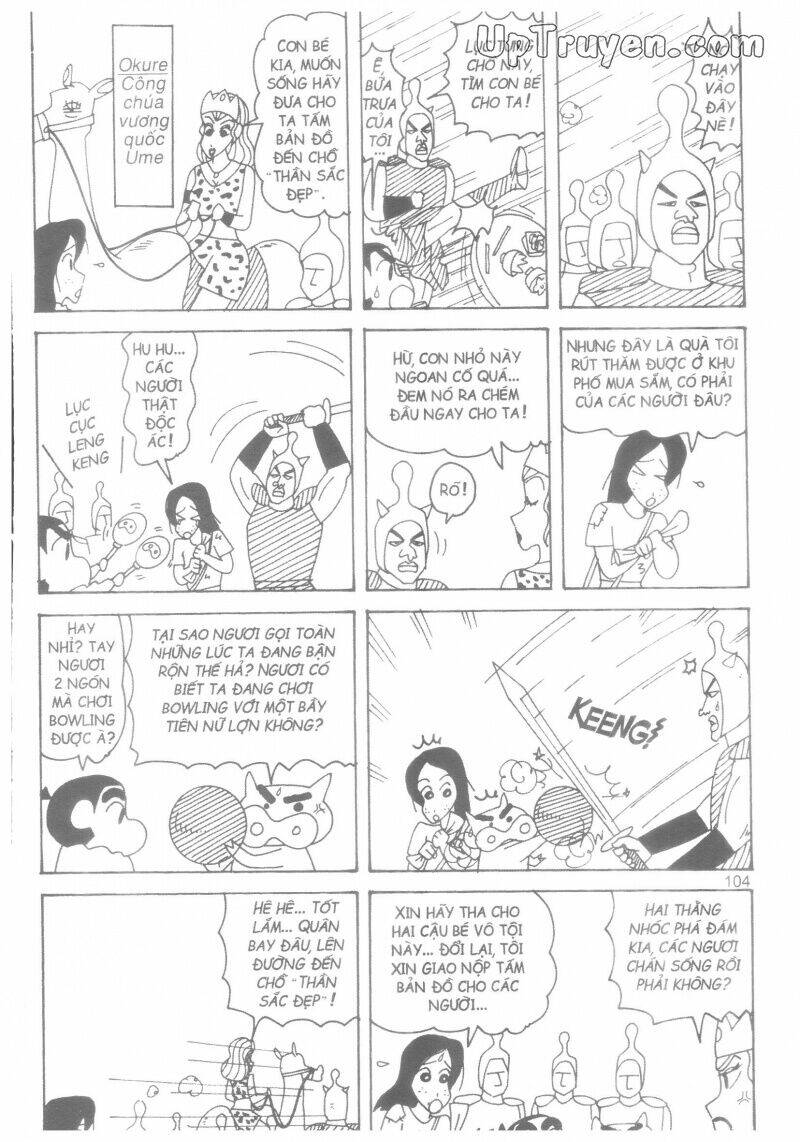 UpTruyen.com
CHẠY
VÀO
ĐÂY
NÈ!
LỤC TUNG
CHỖ NÀY,
TÌM CON BÉ
CHO TA!
Ê,
BỮA
TRƯA
CỦA
TÔI
...
CON BÉ
KIA, MUỐN
SỐNG HÃY
ĐƯA CHO
TA TẤM
BẢN ĐỒ
ĐẾN CHỖ
"THẦN SẮC
ĐẸP".
Okure
Công
chúa
vương
quốc
Ume
NHƯNG ĐÂY LÀ QUÀ TÔI
RÚT THĂM ĐƯỢC Ở KHU
PHỐ MUA SẮM, CÓ PHẢI
CỦA CÁC NGƯỜI ĐÂU?
HỪ, CON NHỎ NÀY
NGOAN CỐ QUÁ...
ĐEM NÓ RA CHÉM
ĐẦU NGAY CHO TA!
RÕ!
HU HU...
CÁC
NGƯỜI
THẬT
ĐỘC
ÁC!
LỤC
CỤC
LENG
KENG
KEENG!
TẠI SAO NGƯƠI GỌI TOÀN
NHỮNG LÚC TA ĐANG BẬN
RỘN THẾ HẢ? NGƯƠI CÓ
BIẾT TA ĐANG CHƠI
BOWLING VỚI MỘT BẦY
TIÊN NỮ LỢN KHÔNG?
HAY
NHỈ? TAY
NGƯƠI
2 NGÓN
MÀ CHƠI
BOWLING
ĐƯỢC À?
104
HAI THẰNG
NHÓC PHÁ ĐÁM
KIA, CÁC NGƯƠI
CHÁN SỐNG RỒI
PHẢI KHÔNG?
XIN HÃY THA CHO
HAI CẬU BÉ VÔ TỘI
NÀY... ĐỔI LẠI, TÔI
XIN GIAO NỘP TẤM
BẢN ĐỒ CHO CÁC
NGƯỜI...
HÊ HÊ... TỐT
LẮM... QUÂN
BAY ĐÂU, LÊN
ĐƯỜNG ĐẾN
CHỖ "THẦN
SẮC ĐẸP"!